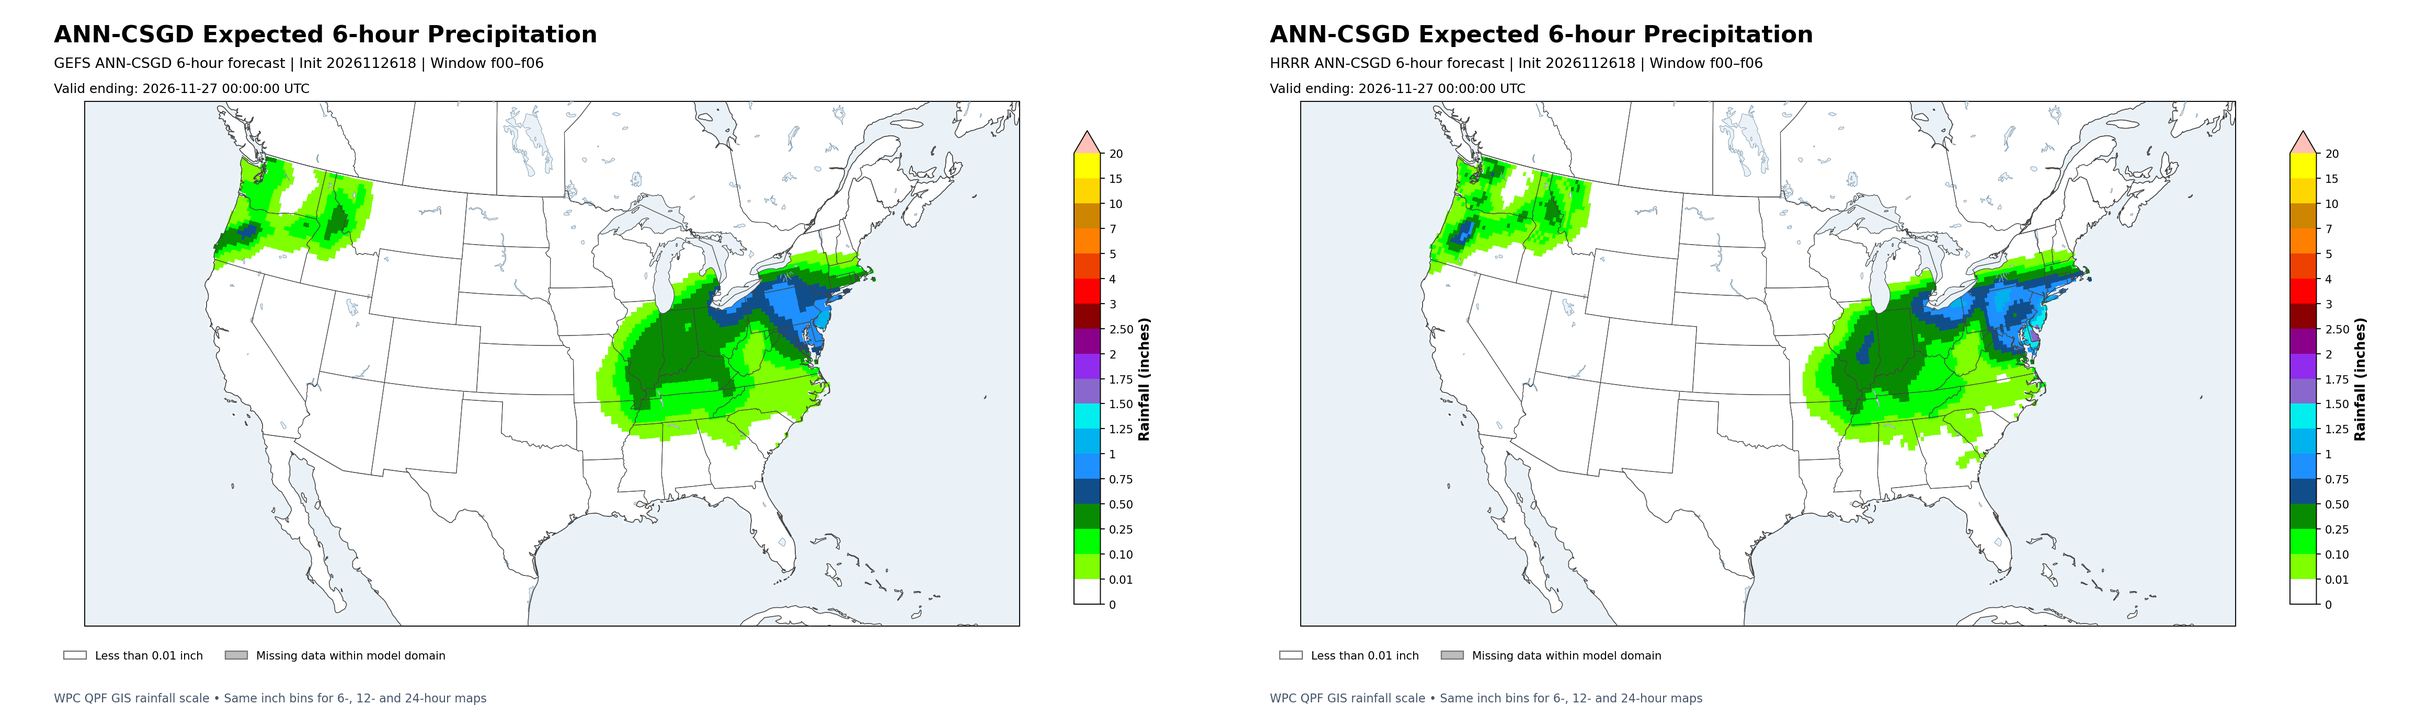 ANN-CSGD Expected 6-hour Precipitation
GEFS ANN-CSGD 6-hour forecast | Init 2026112618 | Window f00–f06
Valid ending: 2026-11-27 00:00:00 UTC
20
15
10
7
5
4
3
2.50
2
1.75
1.50
1.25
1
0.75
0.50
0.25
0.10
0.01
0
Rainfall (inches)
Less than 0.01 inch
Missing data within model domain
WPC QPF GIS rainfall scale • Same inch bins for 6-, 12- and 24-hour maps
ANN-CSGD Expected 6-hour Precipitation
HRRR ANN-CSGD 6-hour forecast | Init 2026112618 | Window f00–f06
Valid ending: 2026-11-27 00:00:00 UTC
20
15
10
7
5
4
3
2.50
2
1.75
1.50
1.25
1
0.75
0.50
0.25
0.10
0.01
0
Rainfall (inches)
Less than 0.01 inch
Missing data within model domain
WPC QPF GIS rainfall scale • Same inch bins for 6-, 12- and 24-hour maps